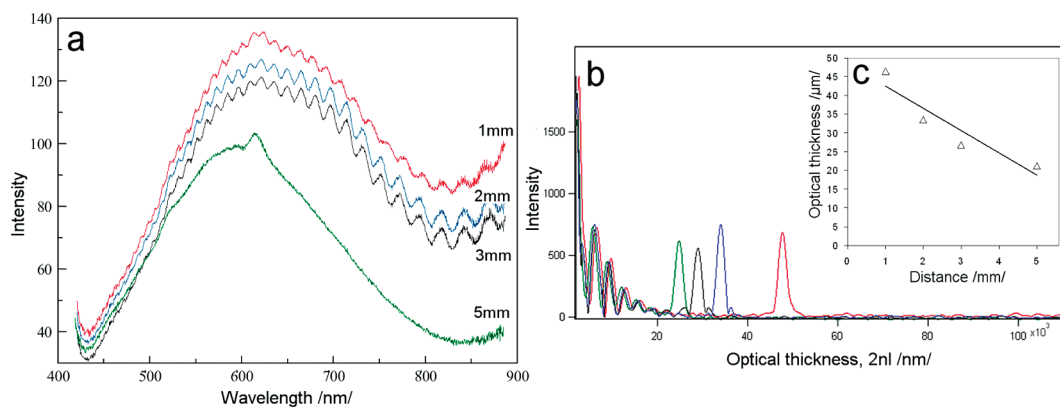 a
140
120
100
80
60
40
Intensity
1mm
2mm
3mm
5mm
400 500 600 700 800 900
Wavelength /nm/
b
1500
1000
500
0
Intensity
20 40 60 80 100
x10³
Optical thickness, 2nl /nm/
c
50
45
40
35
30
25
20
15
10
5
0
Optical thickness /µm/
0 1 2 3 4 5
Distance /mm/